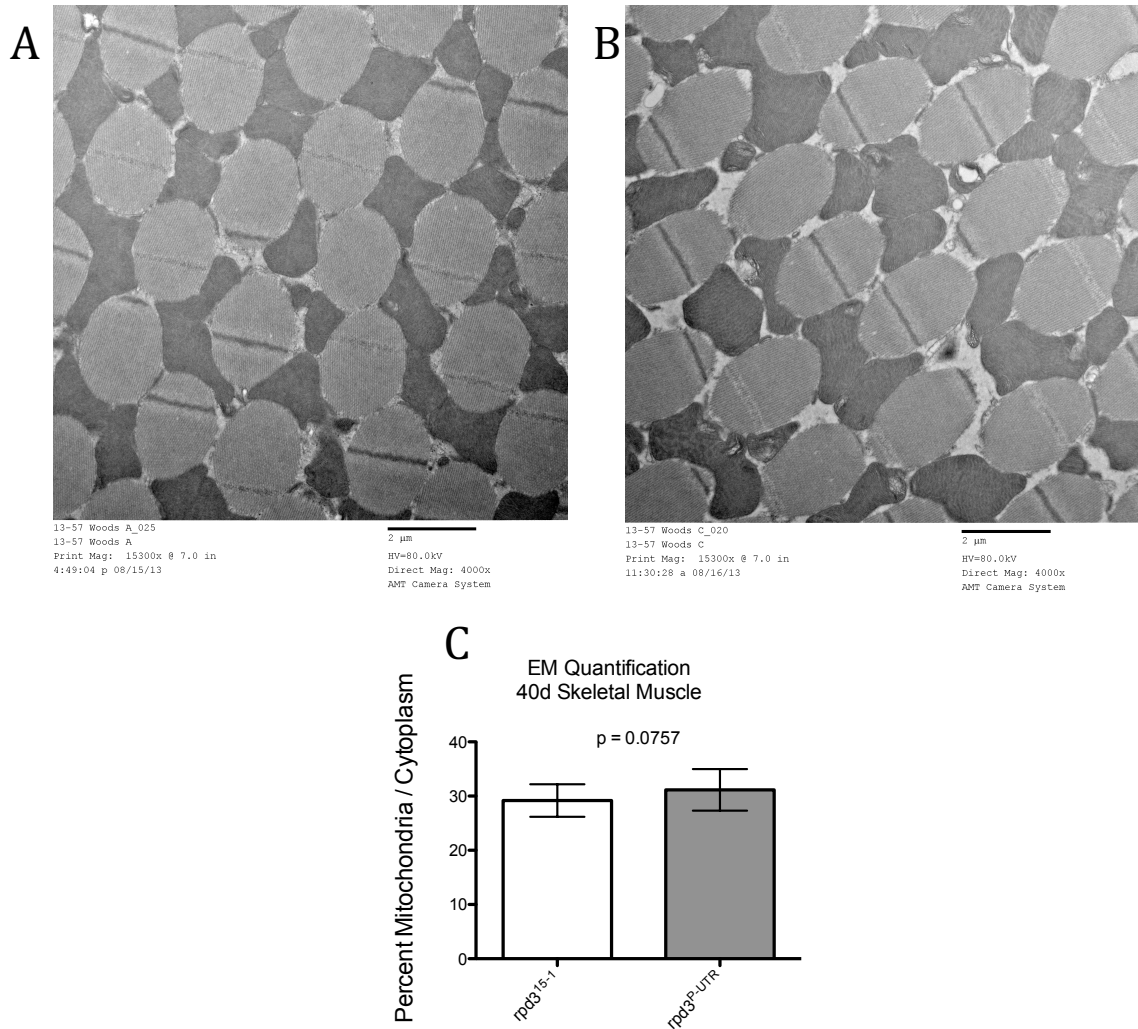 A
B
13-57 Woods A_025
13-57 Woods A
Print Mag: 15300x @ 7.0 in
4:49:04 p 08/15/13
2 µm
HV=80.0kV
Direct Mag: 4000x
AMT Camera System
13-57 Woods C_020
13-57 Woods C
Print Mag: 15300x @ 7.0 in
11:30:28 a 08/16/13
2 µm
HV=80.0kV
Direct Mag: 4000x
AMT Camera System
C
EM Quantification
40d Skeletal Muscle
p = 0.0757
Percent Mitochondria / Cytoplasm
40
30
20
10
0
rpd3¹⁵⁻¹
rpd3ᴾ⁻ᵁᵀᴿ